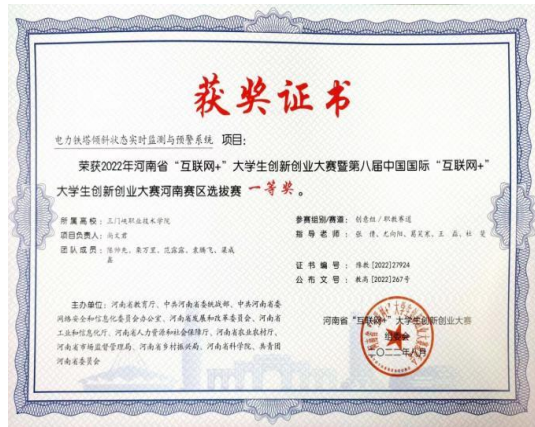 获奖证书
电力铁塔倾斜状态实时监测与预警系统 项目:
荣获2022年河南省“互联网+”大学生创新创业大赛暨第八届中国国际“互联网+”
大学生创新创业大赛河南赛区选拔赛 一等奖。
所属高校:三门峡职业技术学院
项目负责人:尚文君
团队成员:陈帅先、栾万里、范露露、袁腾飞、梁成
磊
参赛组别/赛道:创意组/职教赛道
指导老师:张倩、尤向阳、葛吴寒、王磊、杜莹
证书编号:豫教[2022]27924
公布文号:教高[2022]267号
主办单位:河南省教育厅、中共河南省委统战部、中共河南省委
网络安全和信息化委员会办公室、河南省发展和改革委员会、河南省
工业和信息化厅、河南省人力资源和社会保障厅、河南省农业农村厅、
河南省市场监督管理局、河南省乡村振兴局、河南省科学院、共青团
河南省委员会
河南省“互联网+”大学生创新创业大赛
组委会
二〇二二年八月